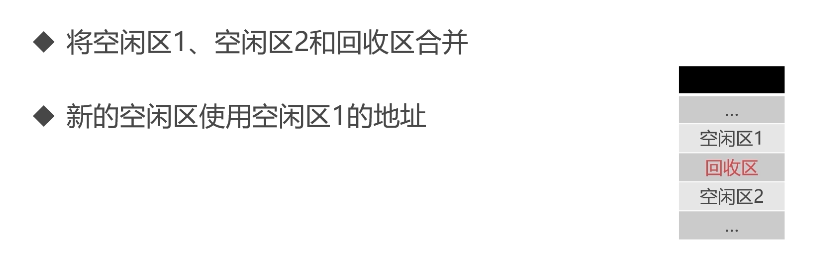 ◆ 将空闲区1、空闲区2和回收区合并
◆ 新的空闲区使用空闲区1的地址
...
空闲区1
回收区
空闲区2
...